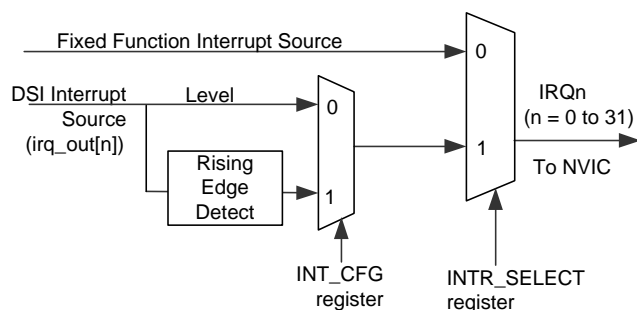 Fixed Function Interrupt Source
0
IRQn
(n = 0 to 31)
DSI Interrupt
Source
(irq_out[n])
Level
0
1
To NVIC
Rising
Edge
Detect
1
INT_CFG
register
INTR_SELECT
register